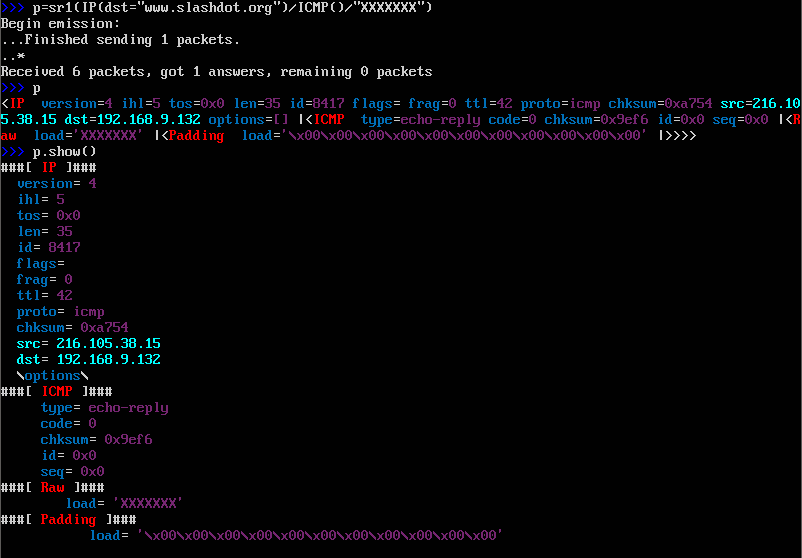 >>> p=sr1(IP(dst="www.slashdot.org")/ICMP()/"XXXXXXX")
Begin emission:
...Finished sending 1 packets.
..*
Received 6 packets, got 1 answers, remaining 0 packets
>>> p
<IP  version=4 ihl=5 tos=0x0 len=35 id=8417 flags= frag=0 ttl=42 proto=icmp chksum=0xa754 src=216.10
5.38.15 dst=192.168.9.132 options=[] |<ICMP  type=echo-reply code=0 chksum=0x9ef6 id=0x0 seq=0x0 |<R
aw  load='XXXXXXX' |<Padding  load='\x00\x00\x00\x00\x00\x00\x00\x00\x00\x00\x00' |>>>>
>>> p.show()
###[ IP ]###
  version= 4
  ihl= 5
  tos= 0x0
  len= 35
  id= 8417
  flags=
  frag= 0
  ttl= 42
  proto= icmp
  chksum= 0xa754
  src= 216.105.38.15
  dst= 192.168.9.132
  \options\
###[ ICMP ]###
     type= echo-reply
     code= 0
     chksum= 0x9ef6
     id= 0x0
     seq= 0x0
###[ Raw ]###
        load= 'XXXXXXX'
###[ Padding ]###
           load= '\x00\x00\x00\x00\x00\x00\x00\x00\x00\x00\x00'